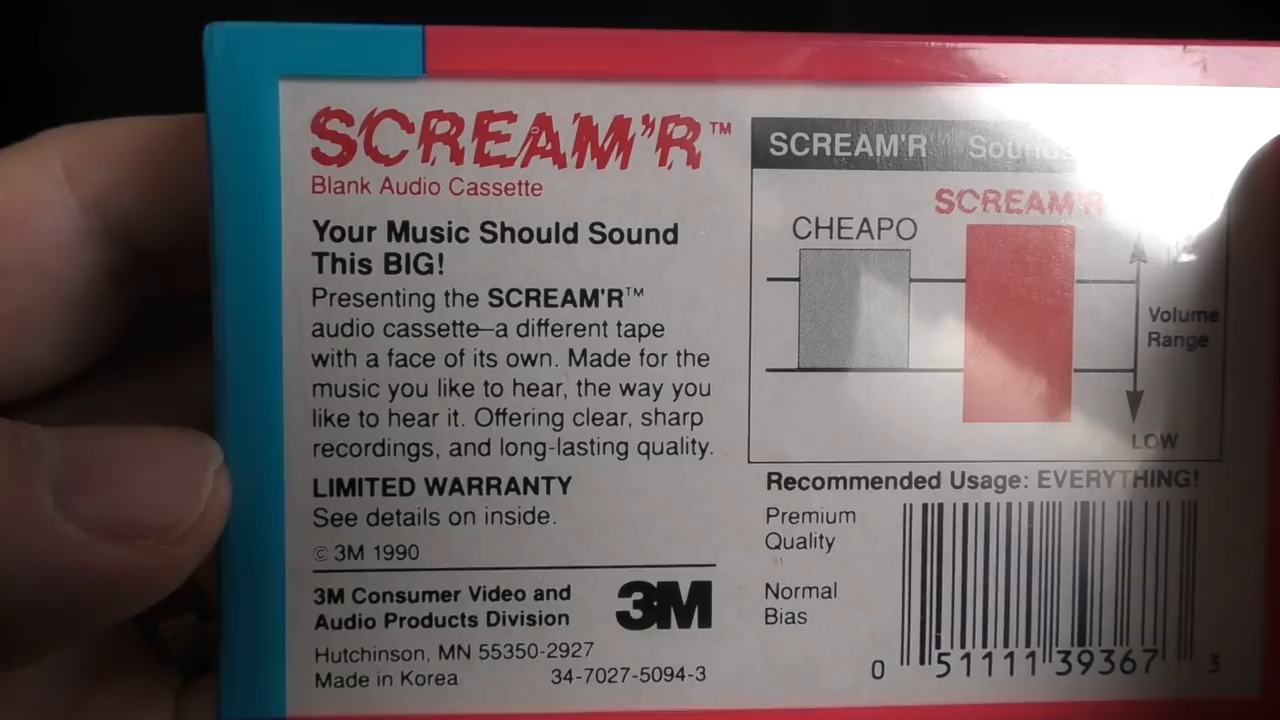 SCREAM'R™
Blank Audio Cassette
Your Music Should Sound
This BIG!
Presenting the SCREAM'R™
audio cassette—a different tape
with a face of its own. Made for the
music you like to hear, the way you
like to hear it. Offering clear, sharp
recordings, and long-lasting quality.
LIMITED WARRANTY
See details on inside.
© 3M 1990
3M Consumer Video and
Audio Products Division
3M
Hutchinson, MN 55350-2927
Made in Korea 34-7027-5094-3
SCREAM'R Sounds
SCREAM'R
CHEAPO
Volume
Range
LOW
Recommended Usage: EVERYTHING!
Premium
Quality
Normal
Bias
0 51111 39367 3